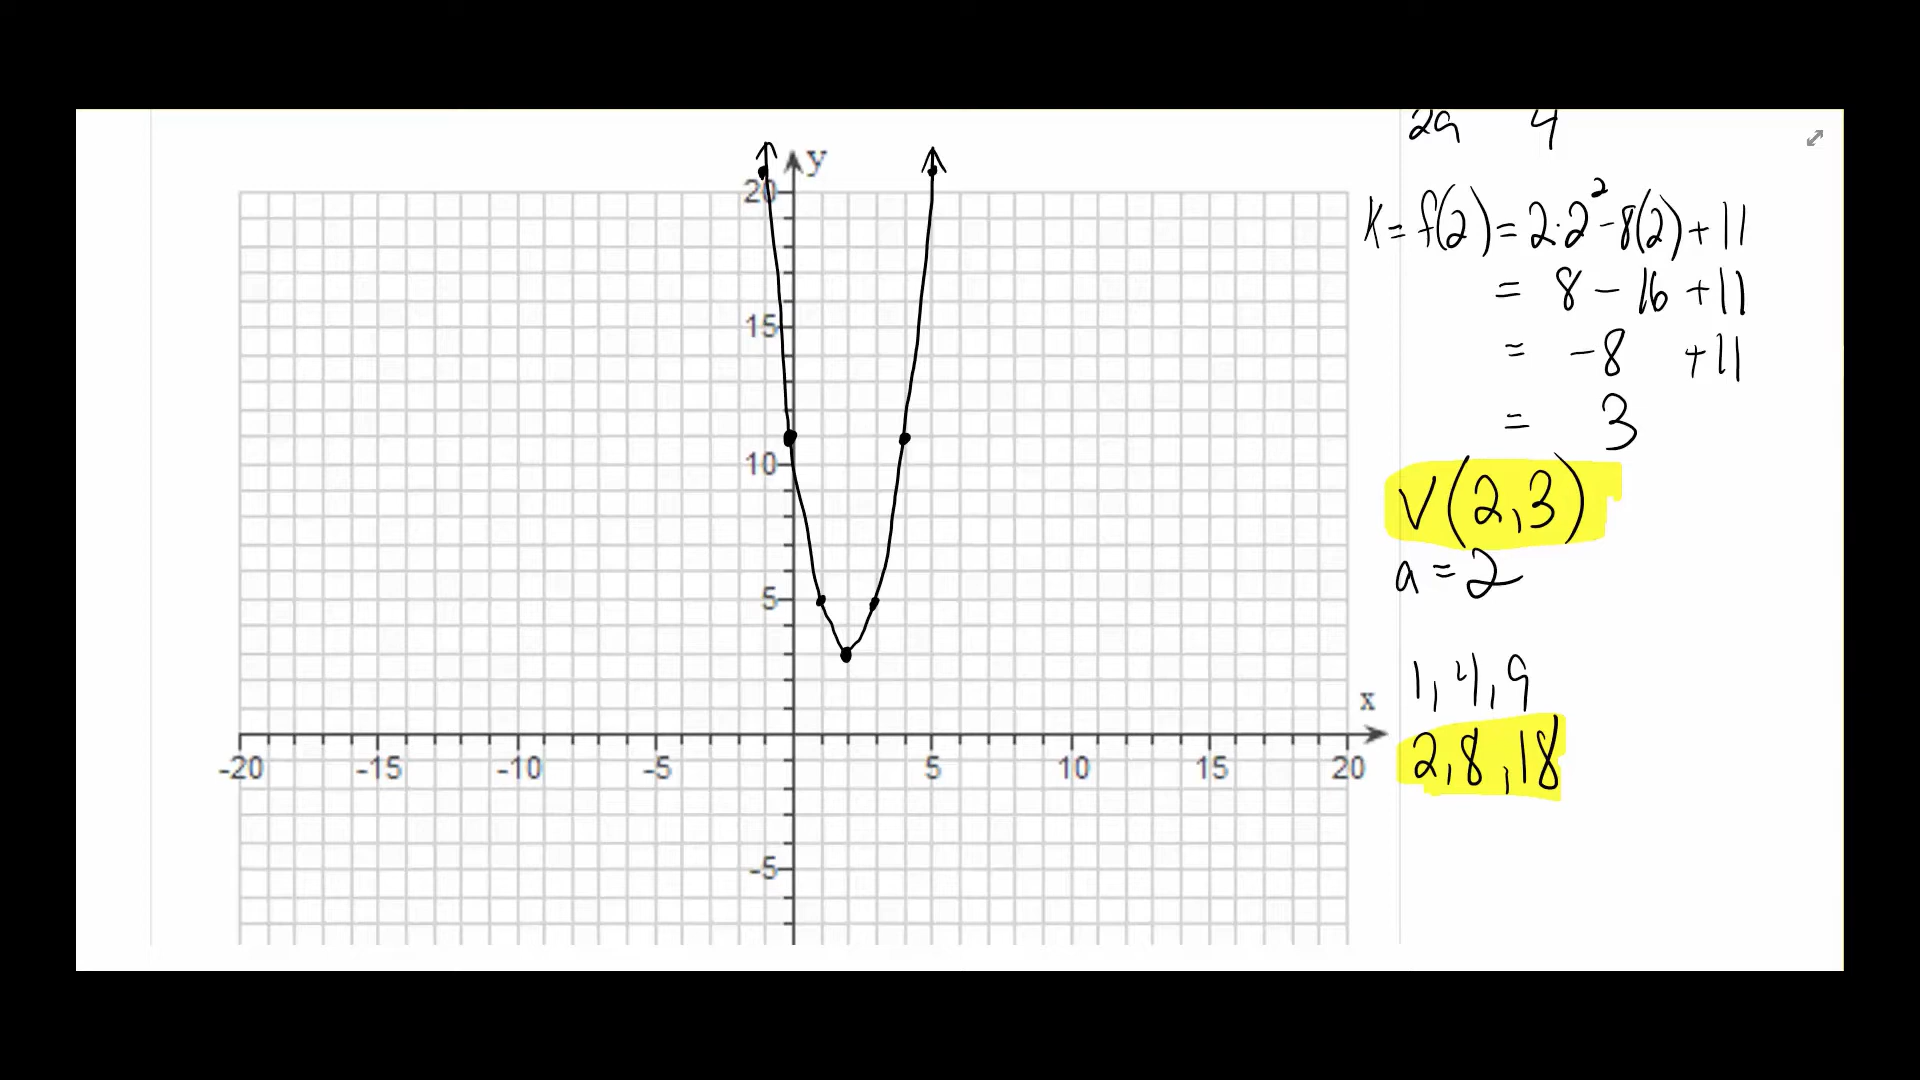 2a 4
y
20
15
10
5
x
-20 -15 -10 -5 5 10 15 20
-5
K = f(2) = 2·2² - 8(2) + 11
= 8 - 16 + 11
= -8 + 11
= 3
V(2,3)
a = 2
1, 4, 9
2, 8, 18